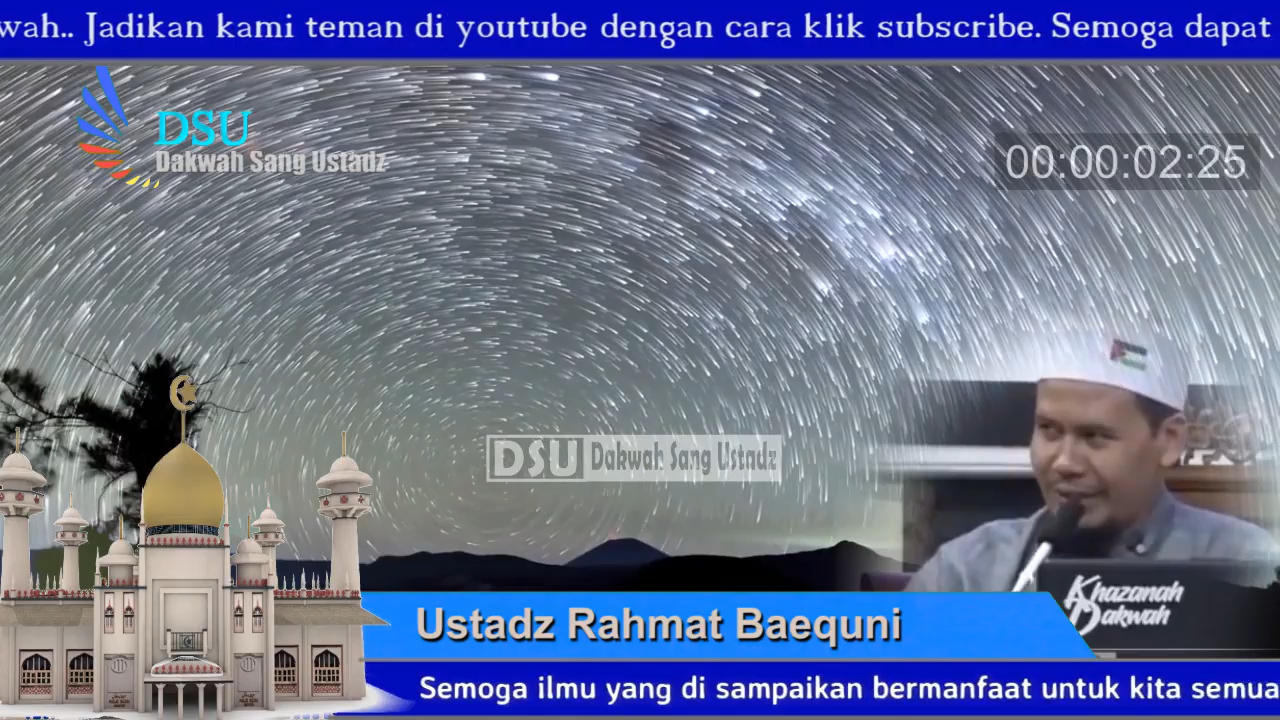 wah.. Jadikan kami teman di youtube dengan cara klik subscribe. Semoga dapat
DSU
Dakwah Sang Ustadz
00:00:02:25
DSU Dakwah Sang Ustadz
Khazanah
Dakwah
Ustadz Rahmat Baequni
Semoga ilmu yang di sampaikan bermanfaat untuk kita semua